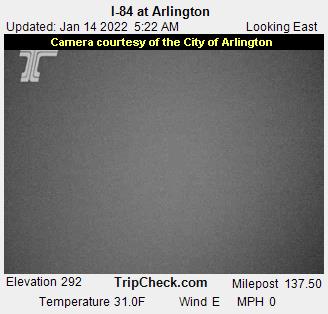 I-84 at Arlington
Updated: Jan 14 2022 5:22 AM Looking East
Camera courtesy of the City of Arlington
Elevation 292 TripCheck.com Milepost 137.50
Temperature 31.0F Wind E MPH 0